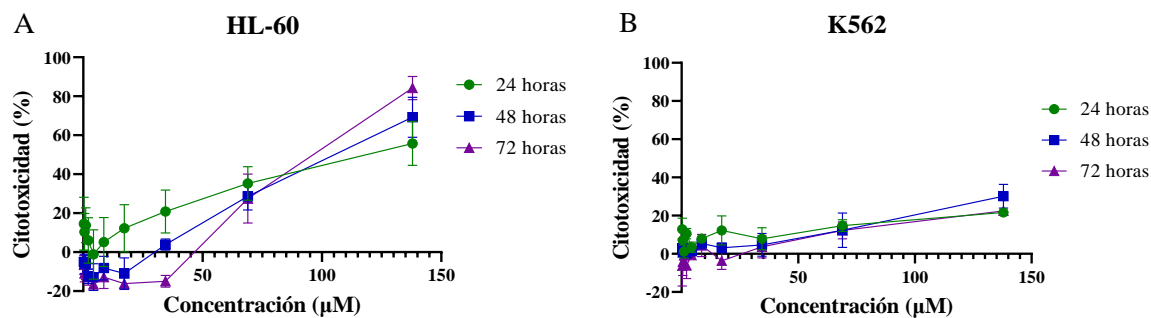 A
HL-60
Citotoxicidad (%)
100
80
60
40
20
0
-20
50
100
150
Concentración (µM)
24 horas
48 horas
72 horas
B
K562
Citotoxicidad (%)
100
80
60
40
20
0
-20
50
100
150
Concentración (µM)
24 horas
48 horas
72 horas